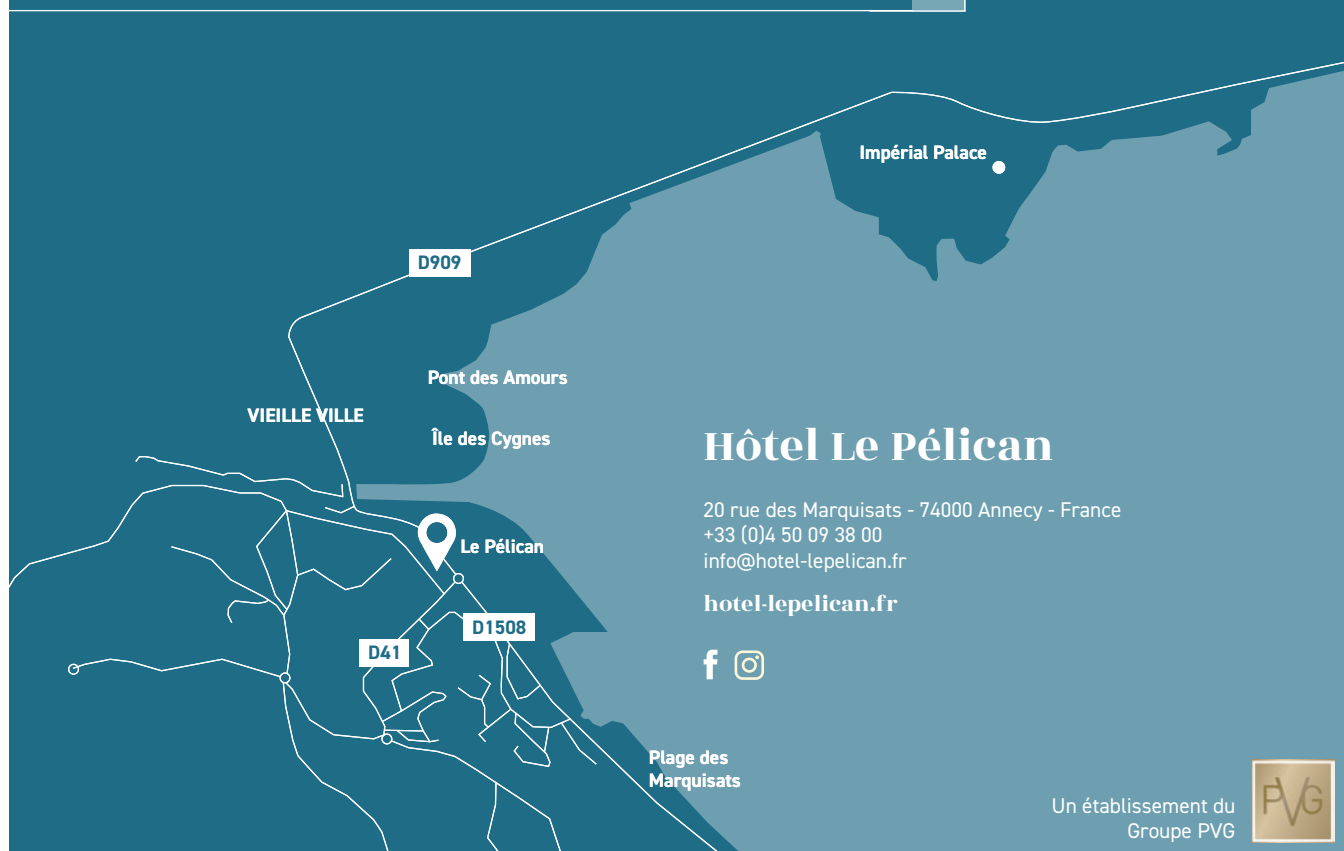 Impérial Palace
D909
Pont des Amours
VIEILLE VILLE
Île des Cygnes
Le Pélican
D1508
D41
Plage des
Marquisats
Hôtel Le Pélican
20 rue des Marquisats - 74000 Annecy - France
+33 (0)4 50 09 38 00
info@hotel-lepelican.fr
hotel-lepelican.fr
Un établissement du
Groupe PVG
PVG